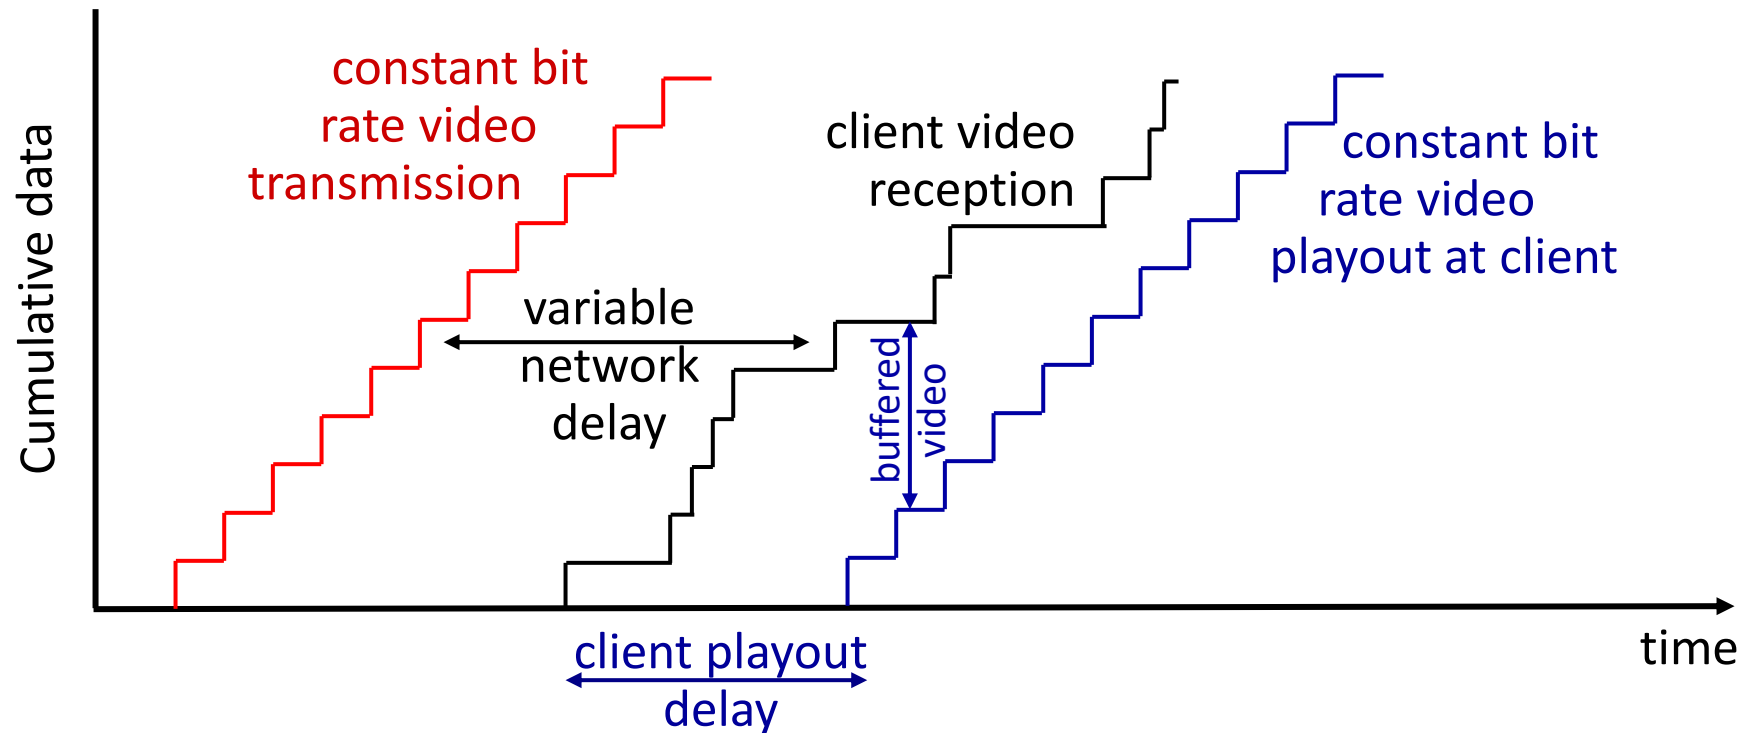 constant bit
rate video
transmission
client video
reception
constant bit
rate video
playout at client
Cumulative data
variable
network
delay
buffered
video
client playout
delay
time